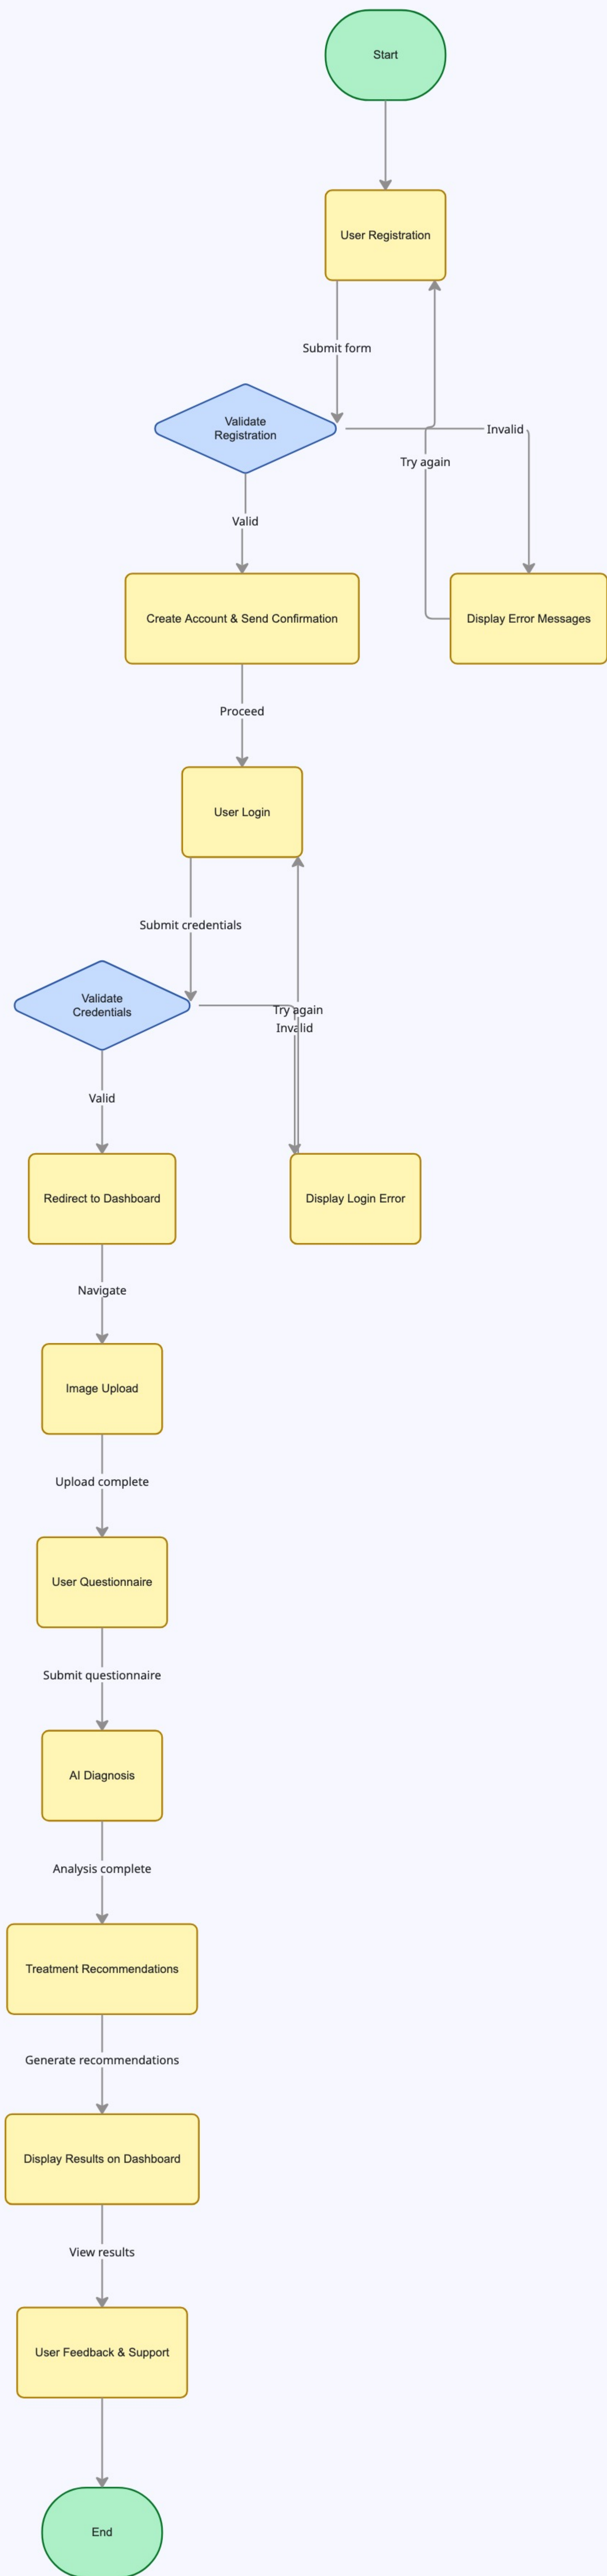 Start
User Registration
Submit form
Validate
Registration
Invalid
Try again
Valid
Create Account & Send Confirmation
Display Error Messages
Proceed
User Login
Submit credentials
Validate
Credentials
Try again
Invalid
Valid
Redirect to Dashboard
Display Login Error
Navigate
Image Upload
Upload complete
User Questionnaire
Submit questionnaire
AI Diagnosis
Analysis complete
Treatment Recommendations
Generate recommendations
Display Results on Dashboard
View results
User Feedback & Support
End